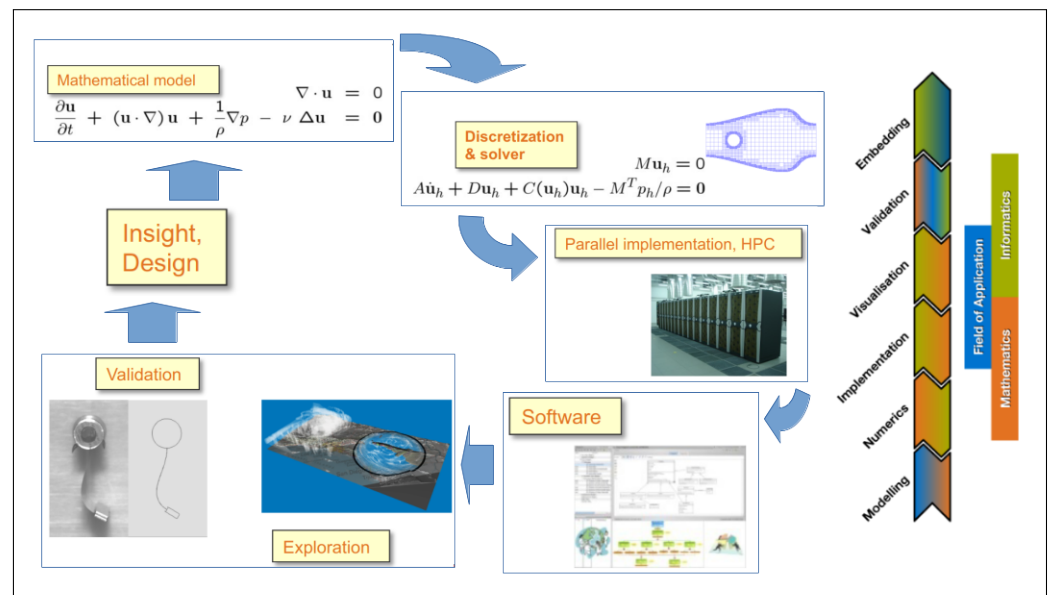 Mathematical model
∇ · u = 0
∂u/∂t + (u · ∇) u + 1/ρ ∇p − ν Δu = 0
Discretization
& solver
Mu_h = 0
Au̇_h + Du_h + C(u_h)u_h − M^T p_h/ρ = 0
Parallel implementation, HPC
Insight,
Design
Validation
Exploration
Software
Embedding
Validation
Visualisation
Implementation
Numerics
Modelling
Field of Application
Informatics
Mathematics